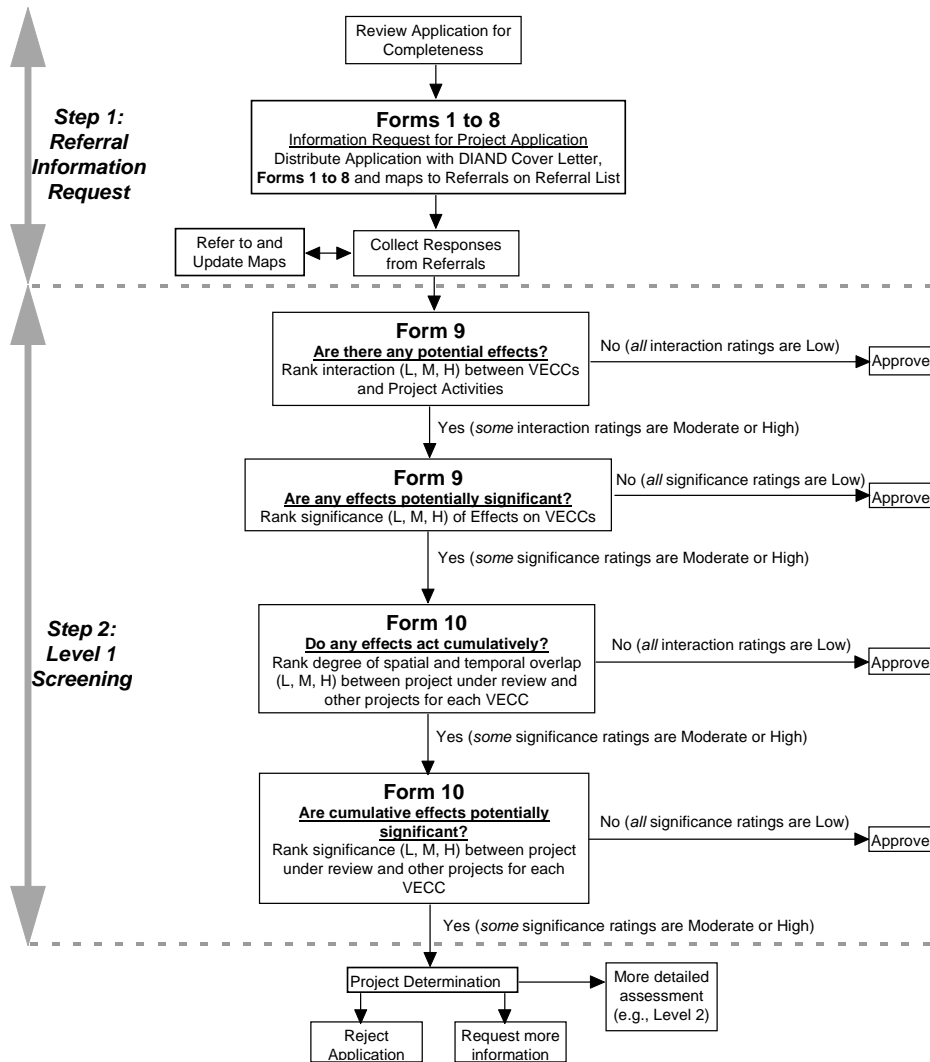 Review Application for
Completeness
Step 1:
Referral
Information
Request
Forms 1 to 8
Information Request for Project Application
Distribute Application with DIAND Cover Letter,
Forms 1 to 8 and maps to Referrals on Referral List
Refer to and
Update Maps
Collect Responses
from Referrals
Form 9
Are there any potential effects?
Rank interaction (L, M, H) between VECCs
and Project Activities
No (all interaction ratings are Low)
Approve
Yes (some interaction ratings are Moderate or High)
Form 9
Are any effects potentially significant?
Rank significance (L, M, H) of Effects on VECCs
No (all significance ratings are Low)
Approve
Yes (some significance ratings are Moderate or High)
Step 2:
Level 1
Screening
Form 10
Do any effects act cumulatively?
Rank degree of spatial and temporal overlap
(L, M, H) between project under review and
other projects for each VECC
No (all interaction ratings are Low)
Approve
Yes (some significance ratings are Moderate or High)
Form 10
Are cumulative effects potentially
significant?
Rank significance (L, M, H) between project
under review and other projects for each
VECC
No (all significance ratings are Low)
Approve
Yes (some significance ratings are Moderate or High)
Project Determination
More detailed
assessment
(e.g., Level 2)
Reject
Application
Request more
information